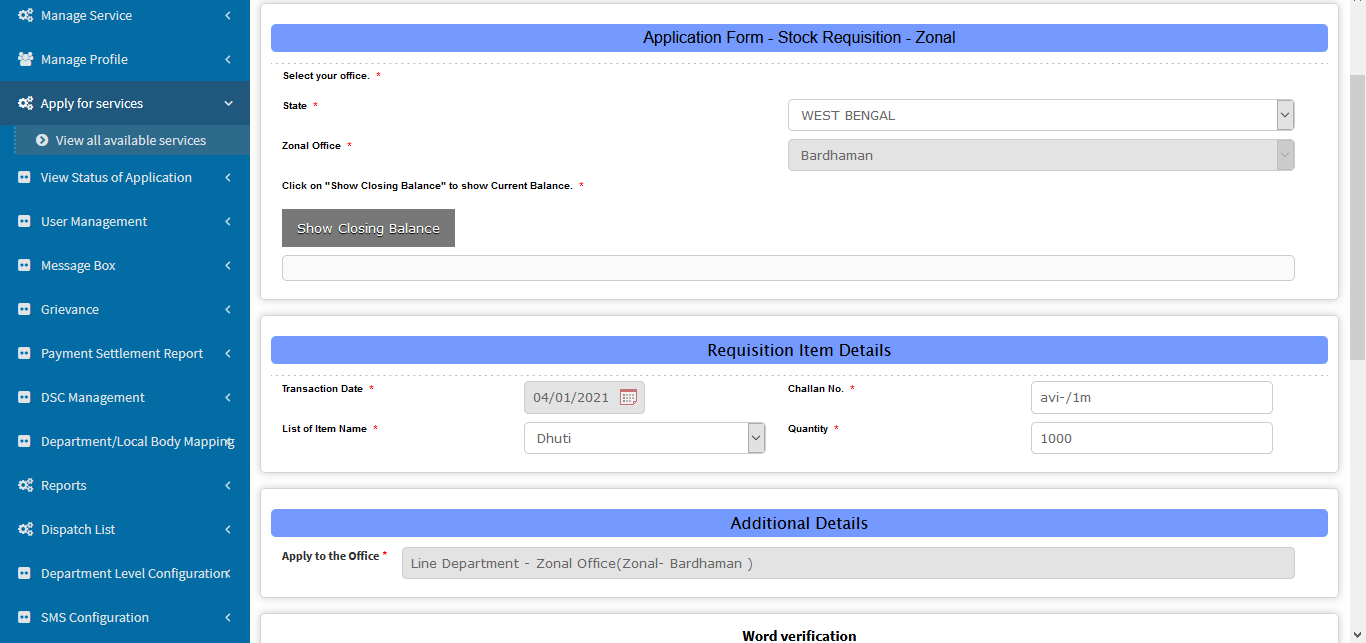 Manage Service
Manage Profile
Apply for services
View all available services
View Status of Application
User Management
Message Box
Grievance
Payment Settlement Report
DSC Management
Department/Local Body Mapping
Reports
Dispatch List
Department Level Configuration
SMS Configuration
Application Form - Stock Requisition - Zonal
Select your office. *
State * WEST BENGAL
Zonal Office * Bardhaman
Click on "Show Closing Balance" to show Current Balance. *
Show Closing Balance
Requisition Item Details
Transaction Date * 04/01/2021 Challan No. * avi-/1m
List of Item Name * Dhuti Quantity * 1000
Additional Details
Apply to the Office * Line Department - Zonal Office(Zonal- Bardhaman )
Word verification